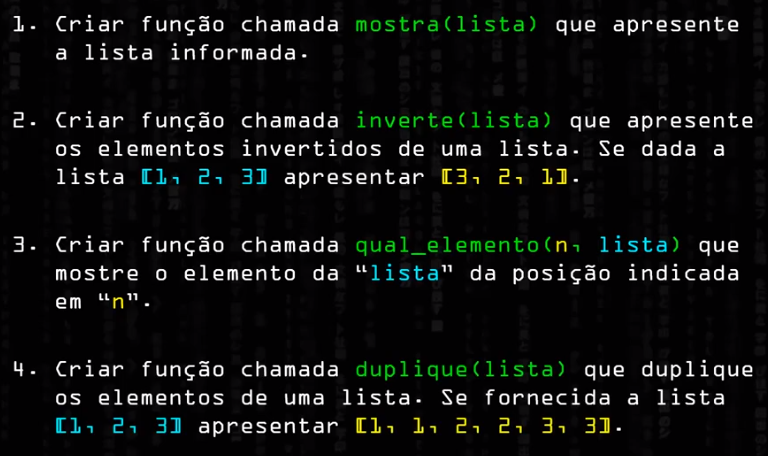 1. Criar função chamada mostra(lista) que apresente
a lista informada.
2. Criar função chamada inverte(lista) que apresente
os elementos invertidos de uma lista. Se dada a
lista [1, 2, 3] apresentar [3, 2, 1].
3. Criar função chamada qual_elemento(n, lista) que
mostre o elemento da “lista” da posição indicada
em “n”.
4. Criar função chamada duplique(lista) que duplique
os elementos de uma lista. Se fornecida a lista
[1, 2, 3] apresentar [1, 1, 2, 2, 3, 3].